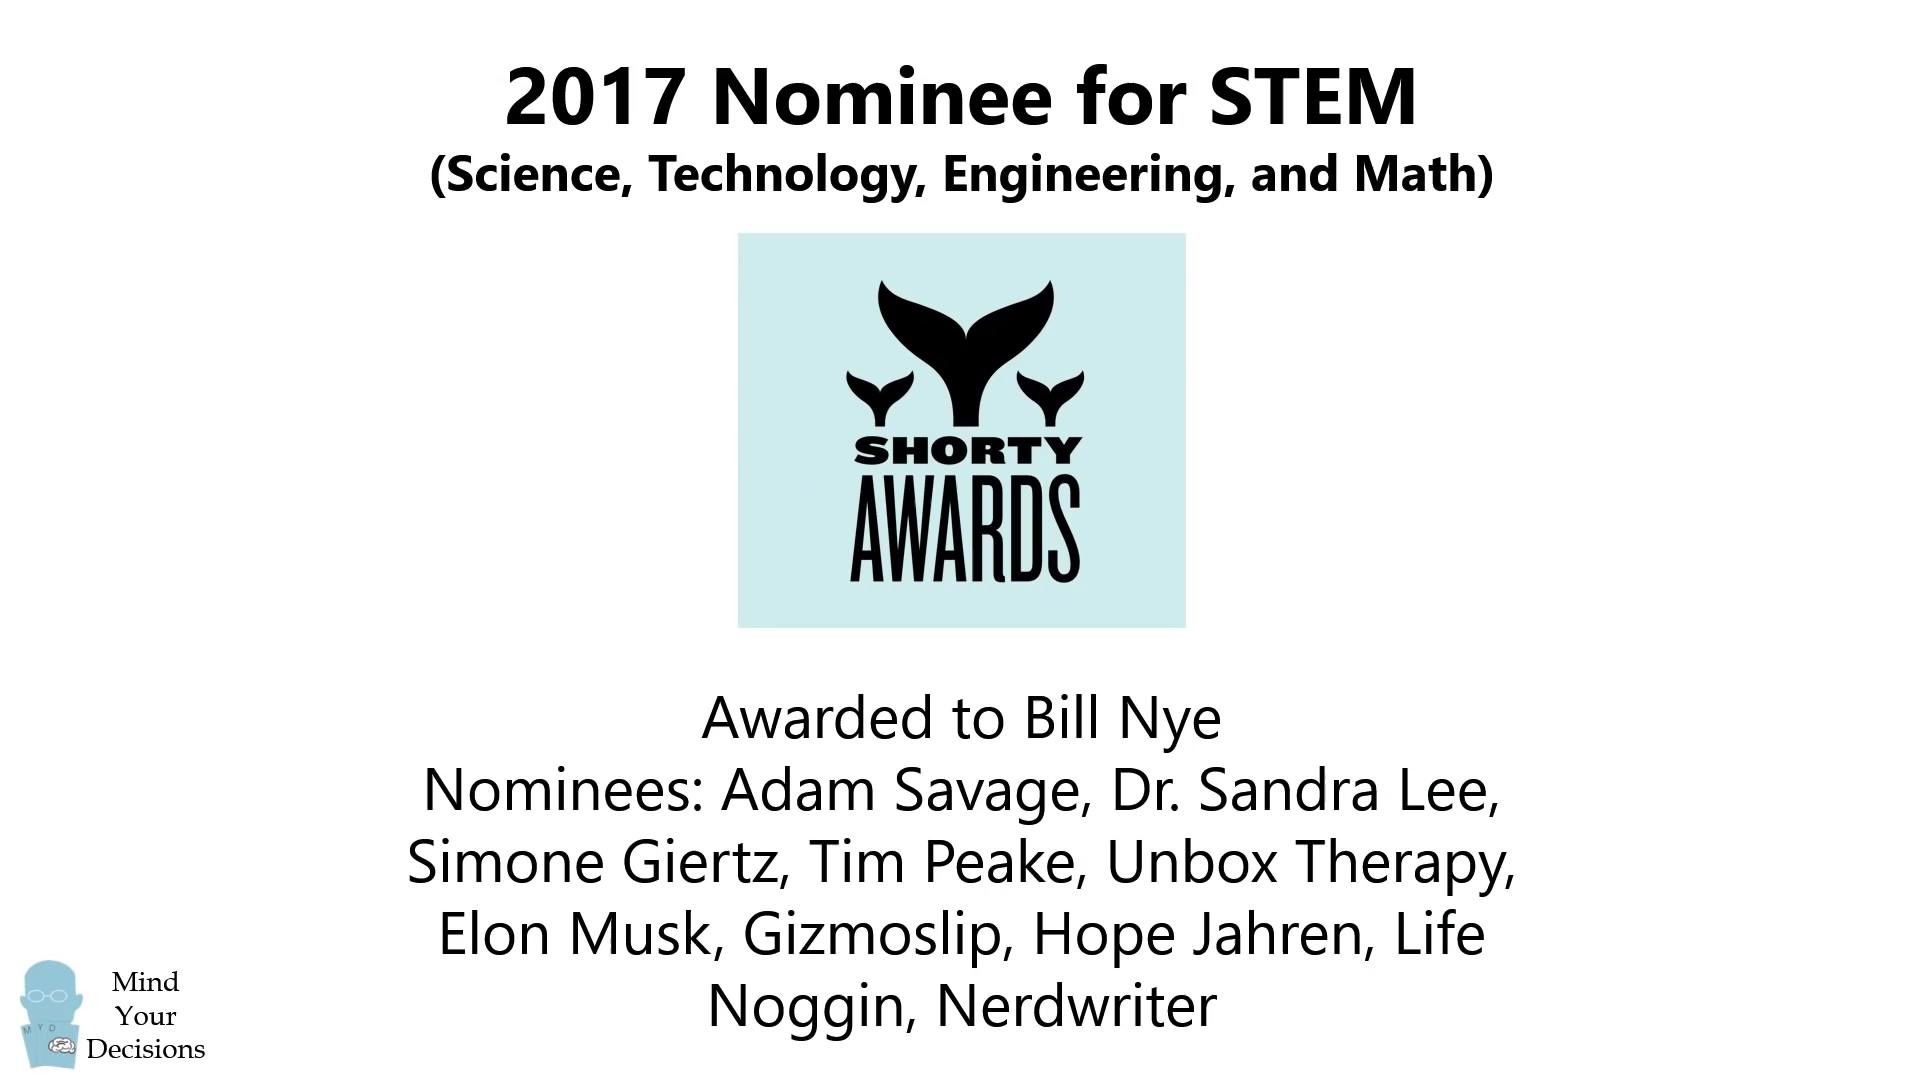 2017 Nominee for STEM
(Science, Technology, Engineering, and Math)
SHORTY
AWARDS
Awarded to Bill Nye
Nominees: Adam Savage, Dr. Sandra Lee,
Simone Giertz, Tim Peake, Unbox Therapy,
Elon Musk, Gizmoslip, Hope Jahren, Life
Noggin, Nerdwriter
M Y D
Mind
Your
Decisions